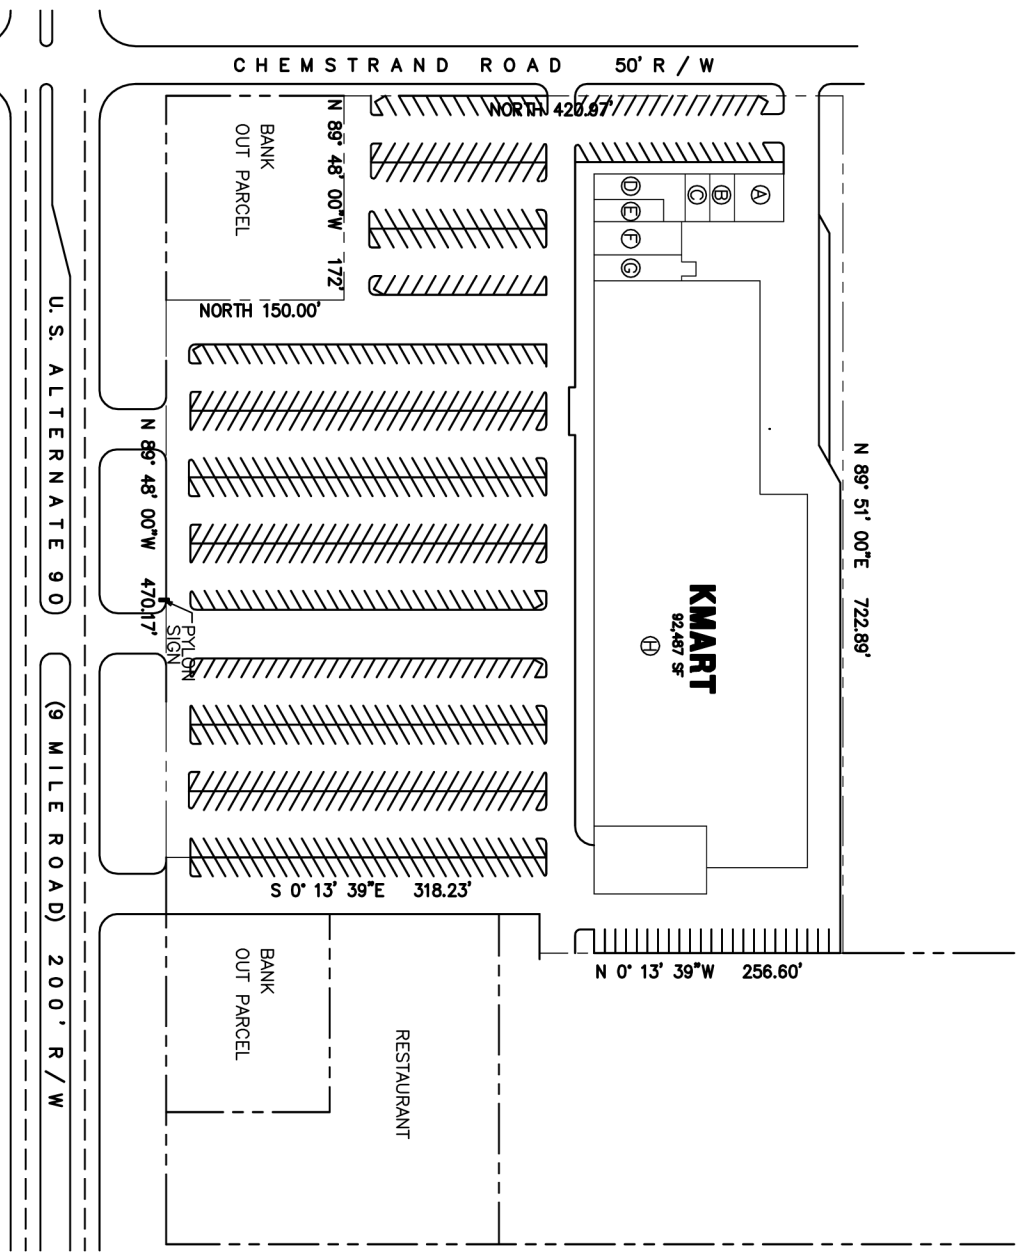 CHEMSTRAND ROAD 50' R/W
NORTH 420.97'
N 89° 48' 00"W 172'
BANK
OUT PARCEL
NORTH 150.00'
A
B
C
D
E
F
G
U.S. ALTERNATE 90
(9 MILE ROAD) 200' R/W
N 89° 48' 00"W 470.17'
PYLON
SIGN
KMART
92,487 SF
H
N 89° 51' 00"E 722.89'
S 0° 13' 39"E 318.23'
N 0° 13' 39"W 256.60'
BANK
OUT PARCEL
RESTAURANT